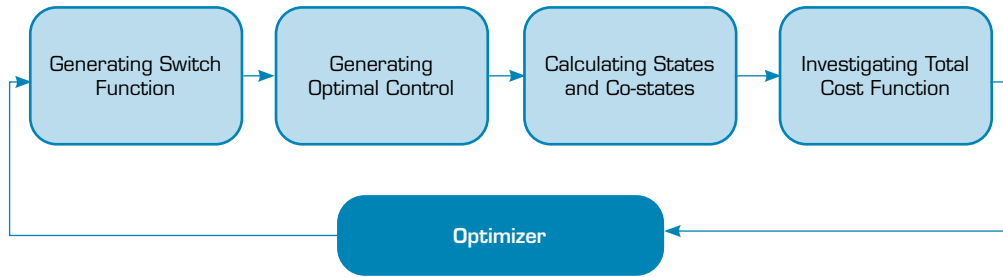 Generating Switch
Function
Generating
Optimal Control
Calculating States
and Co-states
Investigating Total
Cost Function
Optimizer